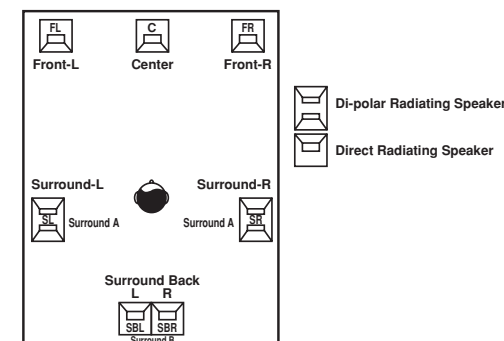 FL C FR
Front-L Center Front-R
Di-polar Radiating Speaker
Direct Radiating Speaker
Surround-L Surround-R
SL Surround A Surround A SR
Surround Back
L R
SBL SBR
Surround B